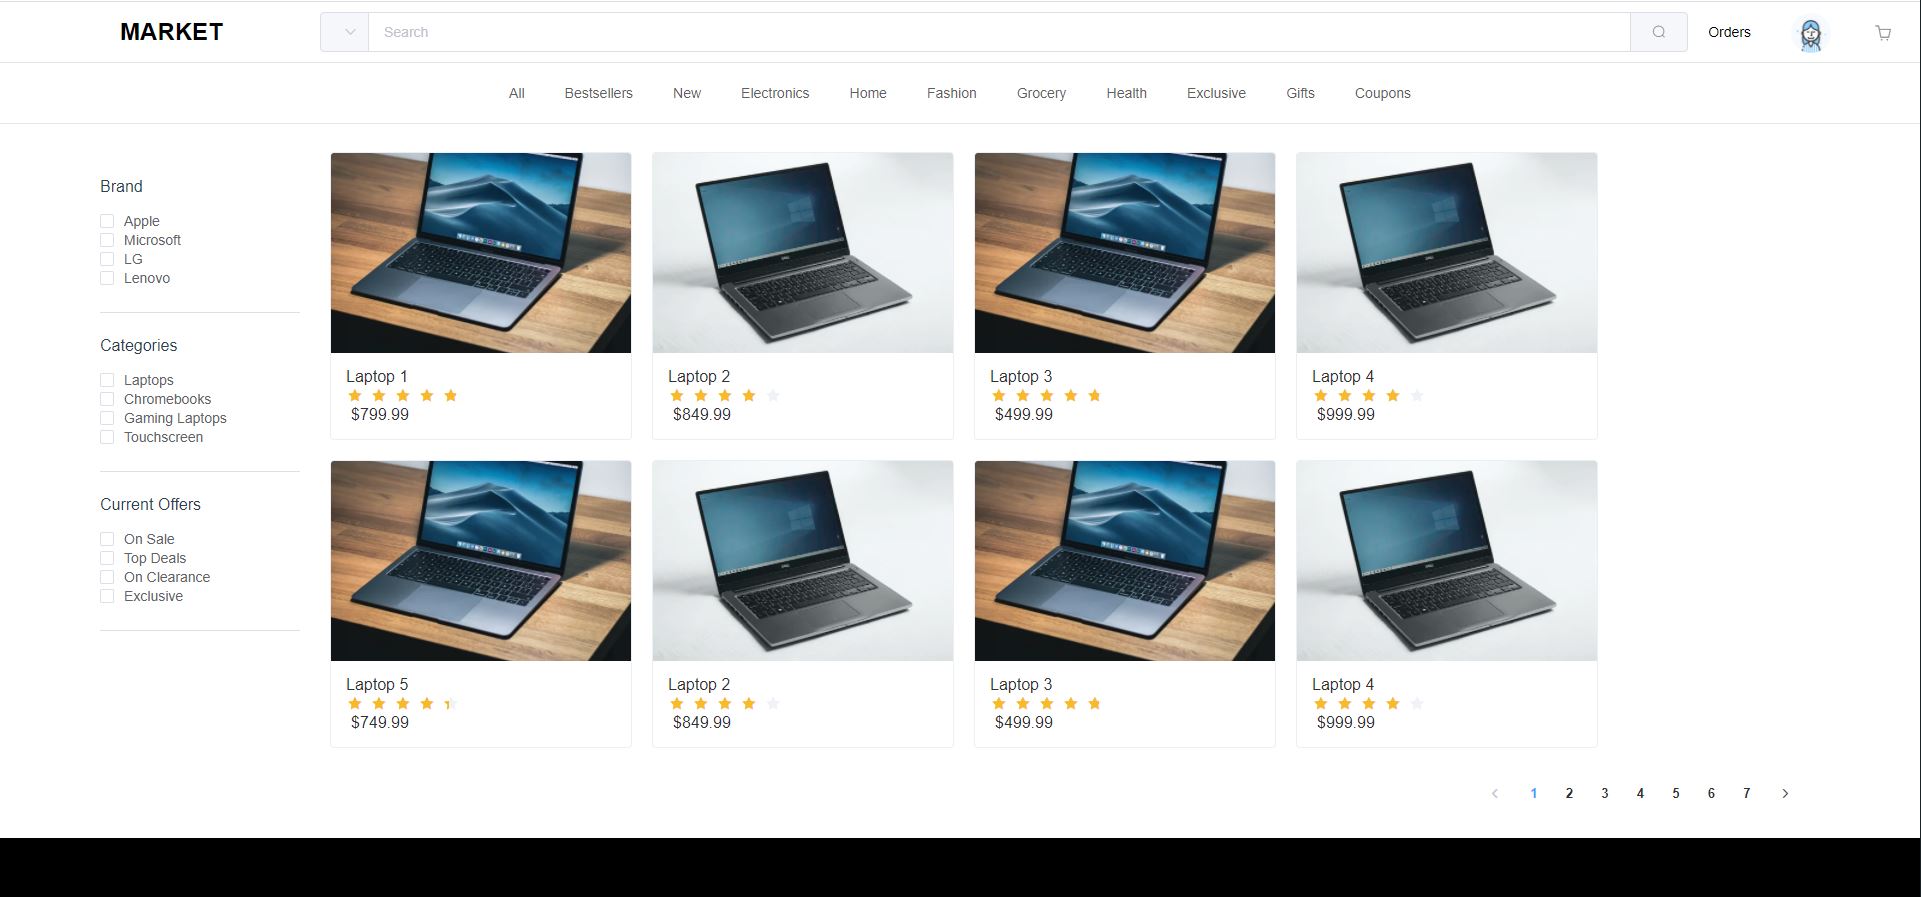 MARKET
Search
Orders
All Bestsellers New Electronics Home Fashion Grocery Health Exclusive Gifts Coupons
Brand
Apple
Microsoft
LG
Lenovo
Categories
Laptops
Chromebooks
Gaming Laptops
Touchscreen
Current Offers
On Sale
Top Deals
On Clearance
Exclusive
Laptop 1
$799.99
Laptop 2
$849.99
Laptop 3
$499.99
Laptop 4
$999.99
Laptop 5
$749.99
Laptop 2
$849.99
Laptop 3
$499.99
Laptop 4
$999.99
1 2 3 4 5 6 7